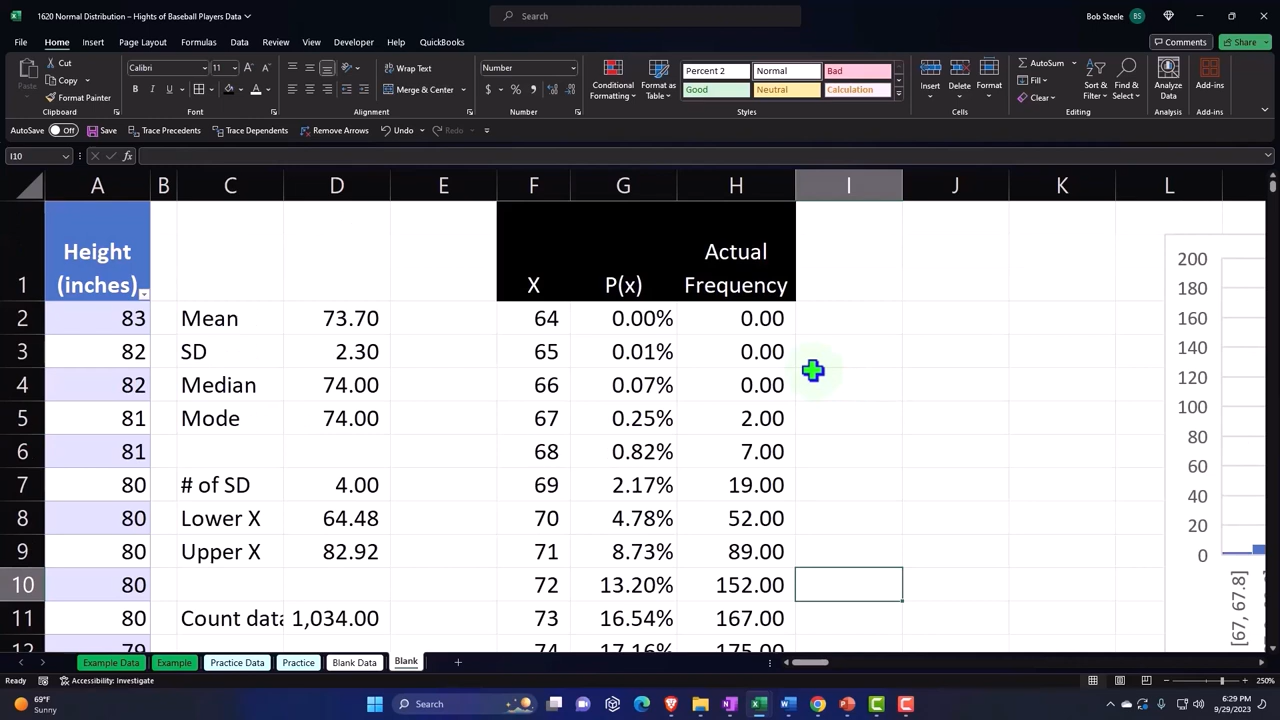 1620 Normal Distribution – Hights of Baseball Players Data
Search
Bob Steele BS
File Home Insert Page Layout Formulas Data Review View Developer Help QuickBooks
Comments Share
Paste Cut Copy Format Painter
Calibri 11
Wrap Text
Merge & Center
Number
Conditional Formatting
Format as Table
Percent 2 Normal Bad
Good Neutral Calculation
Insert Delete Format
AutoSum Fill Clear
Sort & Filter
Find & Select
Analyze Data
Add-ins
Clipboard Font Alignment Number Styles Cells Editing Analysis Add-ins
AutoSave Off Save Trace Precedents Trace Dependents Remove Arrows Undo Redo
I10 fx
A B C D E F G H I J K L
1 Height (inches) X P(x) Actual Frequency
2 83 Mean 73.70 64 0.00% 0.00
3 82 SD 2.30 65 0.01% 0.00
4 82 Median 74.00 66 0.07% 0.00
5 81 Mode 74.00 67 0.25% 2.00
6 81 68 0.82% 7.00
7 80 # of SD 4.00 69 2.17% 19.00
8 80 Lower X 64.48 70 4.78% 52.00
9 80 Upper X 82.92 71 8.73% 89.00
10 80 72 13.20% 152.00
11 80 Count data 1,034.00 73 16.54% 167.00
12 79 74 17.16% 175.00
200
180
160
140
120
100
80
60
40
20
0
[67, 67.8]
Example Data Example Practice Data Practice Blank Data Blank
Ready Accessibility: Investigate 250%
69°F
Sunny
Search
6:29 PM
9/29/2023